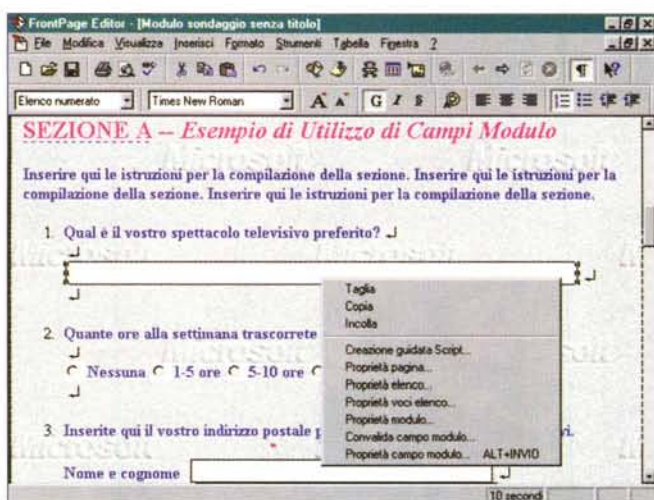 FrontPage Editor - [Modulo sondaggio senza titolo]
File Modifica Visualizza Inserisci Formato Strumenti Tabella Finestra ?
Elenco numerato Times New Roman A A G I S
SEZIONE A -- Esempio di Utilizzo di Campi Modulo
Inserire qui le istruzioni per la compilazione della sezione. Inserire qui le istruzioni per la
compilazione della sezione. Inserire qui le istruzioni per la compilazione della sezione.
1. Qual è il vostro spettacolo televisivo preferito?
Taglia
Copia
Incolla
Creazione guidata Script...
Proprietà pagina...
Proprietà elenco...
Proprietà voci elenco...
Proprietà modulo...
Convalida campo modulo...
Proprietà campo modulo... ALT+INVIO
2. Quante ore alla settimana trascorrete
Nessuna 1-5 ore 5-10 ore
3. Inserite qui il vostro indirizzo postale p vi.
Nome e cognome
10 secondi